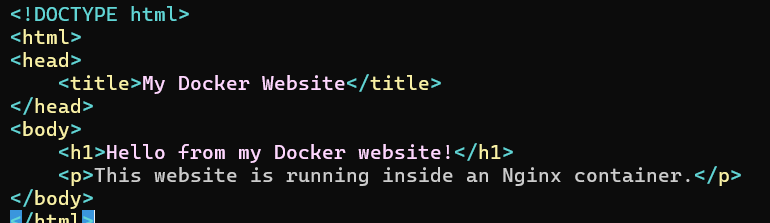 <!DOCTYPE html>
<html>
<head>
    <title>My Docker Website</title>
</head>
<body>
    <h1>Hello from my Docker website!</h1>
    <p>This website is running inside an Nginx container.</p>
</body>
</html>